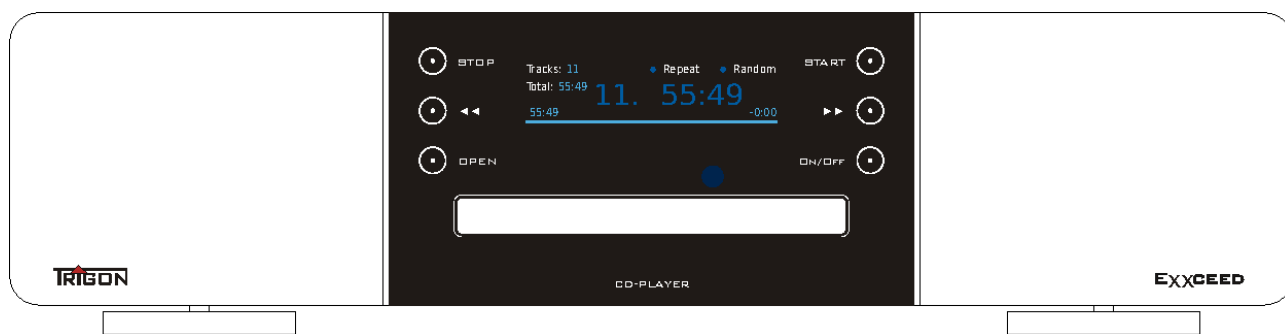 STOP
Tracks: 11
Repeat
Random
START
Total: 55:49
11. 55:49
55:49
-0:00
OPEN
ON/OFF
TRIGON
EXXCEED
CD-PLAYER